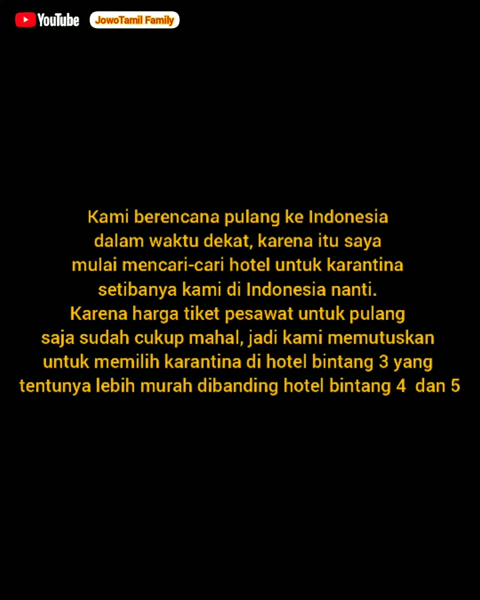 YouTube JowoTamil Family
Kami berencana pulang ke Indonesia
dalam waktu dekat, karena itu saya
mulai mencari-cari hotel untuk karantina
setibanya kami di Indonesia nanti.
Karena harga tiket pesawat untuk pulang
saja sudah cukup mahal, jadi kami memutuskan
untuk memilih karantina di hotel bintang 3 yang
tentunya lebih murah dibanding hotel bintang 4 dan 5